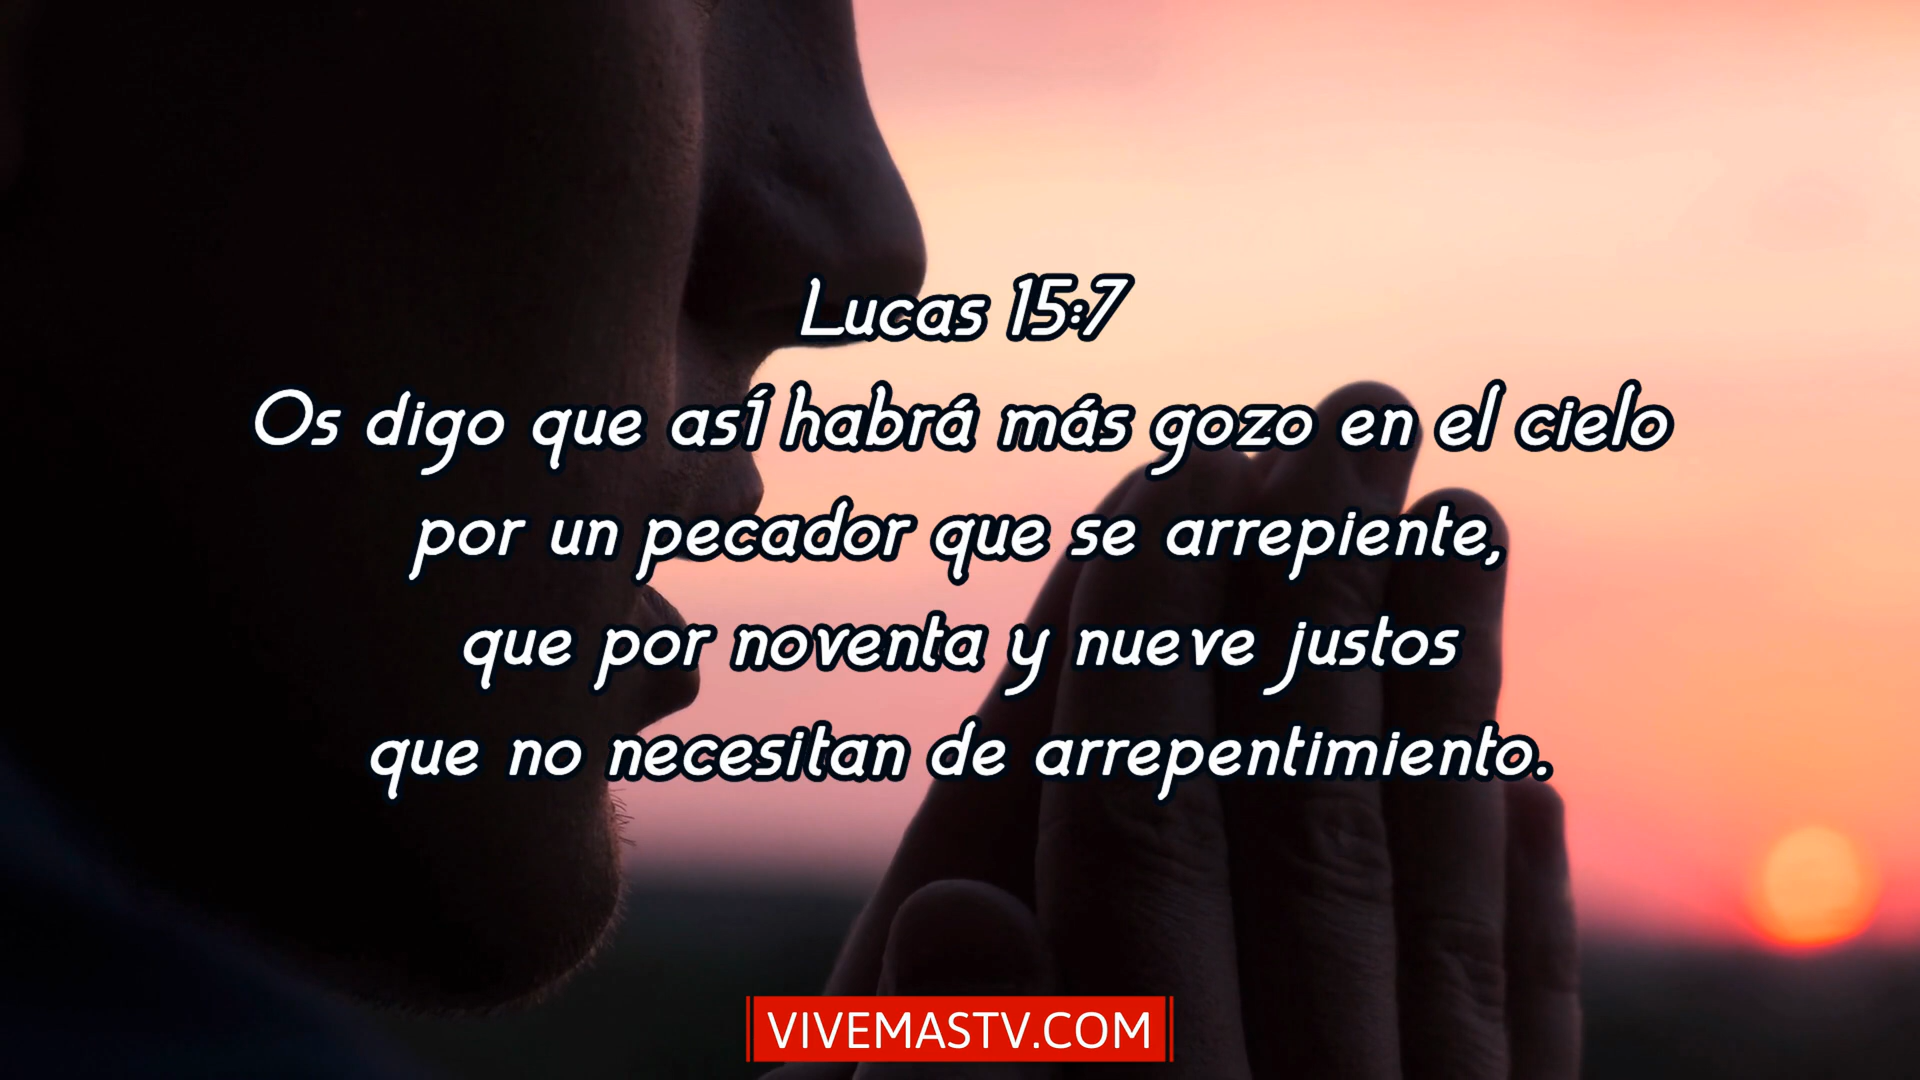 Lucas 15:7
Os digo que así habrá más gozo en el cielo
por un pecador que se arrepiente,
que por noventa y nueve justos
que no necesitan de arrepentimiento.
VIVEMASTV.COM